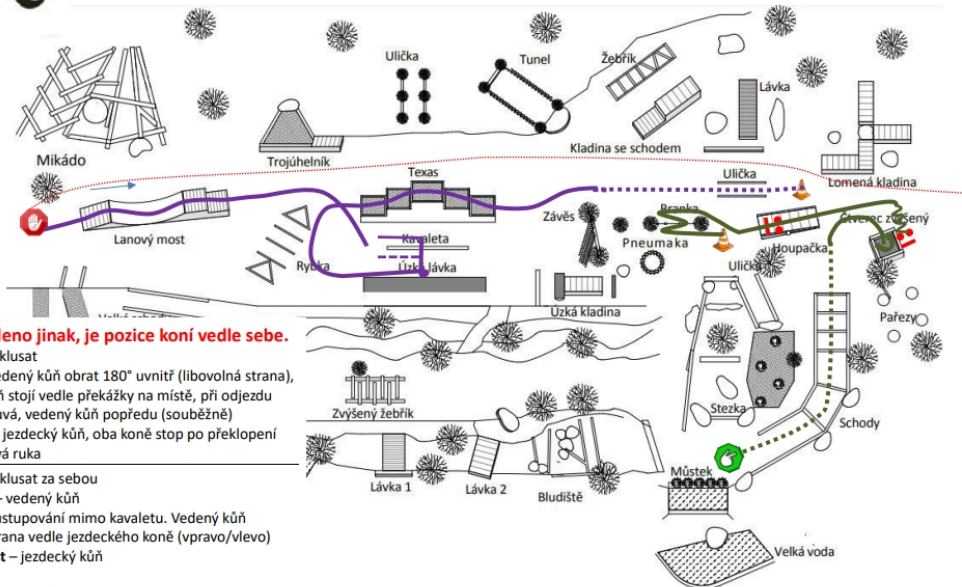 Ulička
Tunel
Žebřík
Lávka
Kladina se schodem
Mikádo
Trojúhelník
Texas
Ulička
Lomená kladina
Lanový most
Závěs
Branka
Čtverec zvýšený
Kavaleta
Pneumaka
Houpačka
Rybka
Úzká lávka
Ulička
Úzká kladina
Pařezy
leno jinak, je pozice koní vedle sebe.
klusat
edený kůň obrat 180° uvnitř (libovolná strana),
ň stojí vedle překážky na místě, při odjezdu
uvá, vedený kůň popředu (souběžně)
jezdecký kůň, oba koně stop po překlopení
vá ruka
klusat za sebou
– vedený kůň
ustupování mimo kavaletu. Vedený kůň
rana vedle jezdeckého koně (vpravo/vlevo)
t – jezdecký kůň
Zvýšený žebřík
Stezka
Schody
Lávka 1
Lávka 2
Bludiště
Můstek
Velká voda